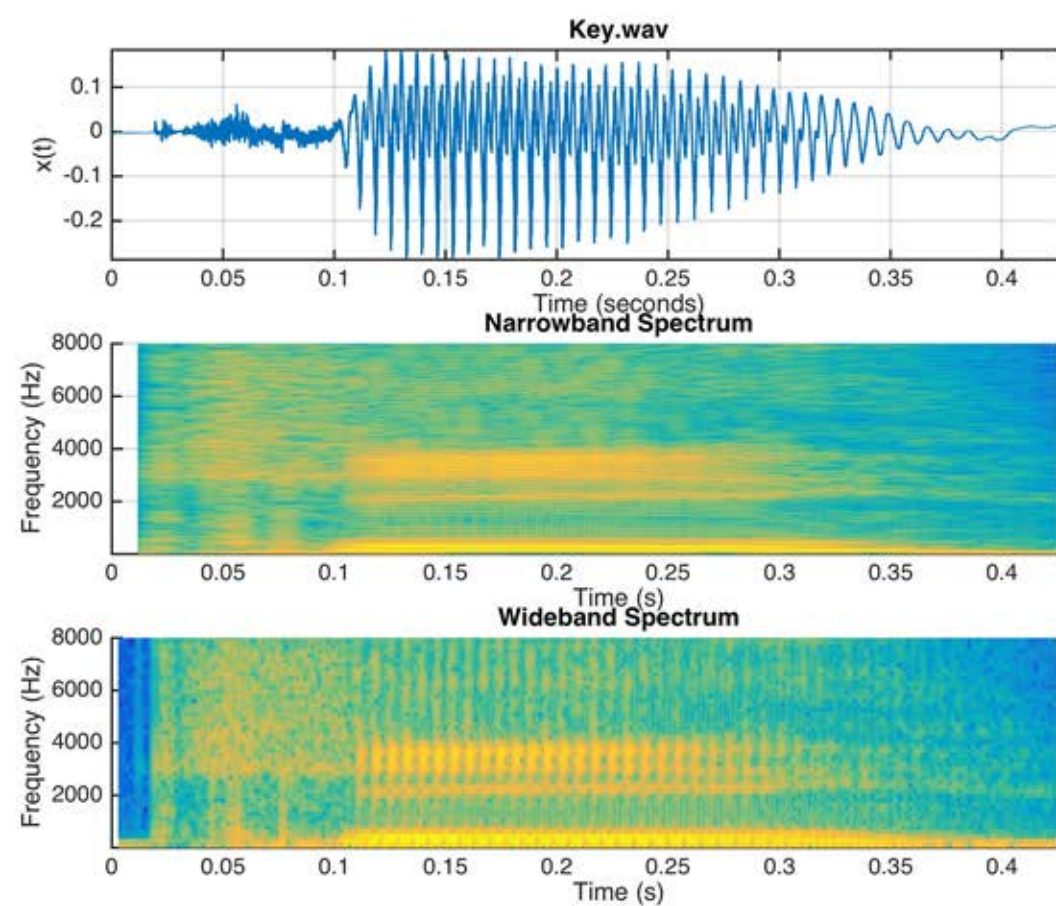 Key.wav
0.1
0
-0.1
-0.2
x(t)
0 0.05 0.1 0.15 0.2 0.25 0.3 0.35 0.4
Time (seconds)
Narrowband Spectrum
8000
6000
4000
2000
Frequency (Hz)
0 0.05 0.1 0.15 0.2 0.25 0.3 0.35 0.4
Time (s)
Wideband Spectrum
8000
6000
4000
2000
Frequency (Hz)
0 0.05 0.1 0.15 0.2 0.25 0.3 0.35 0.4
Time (s)